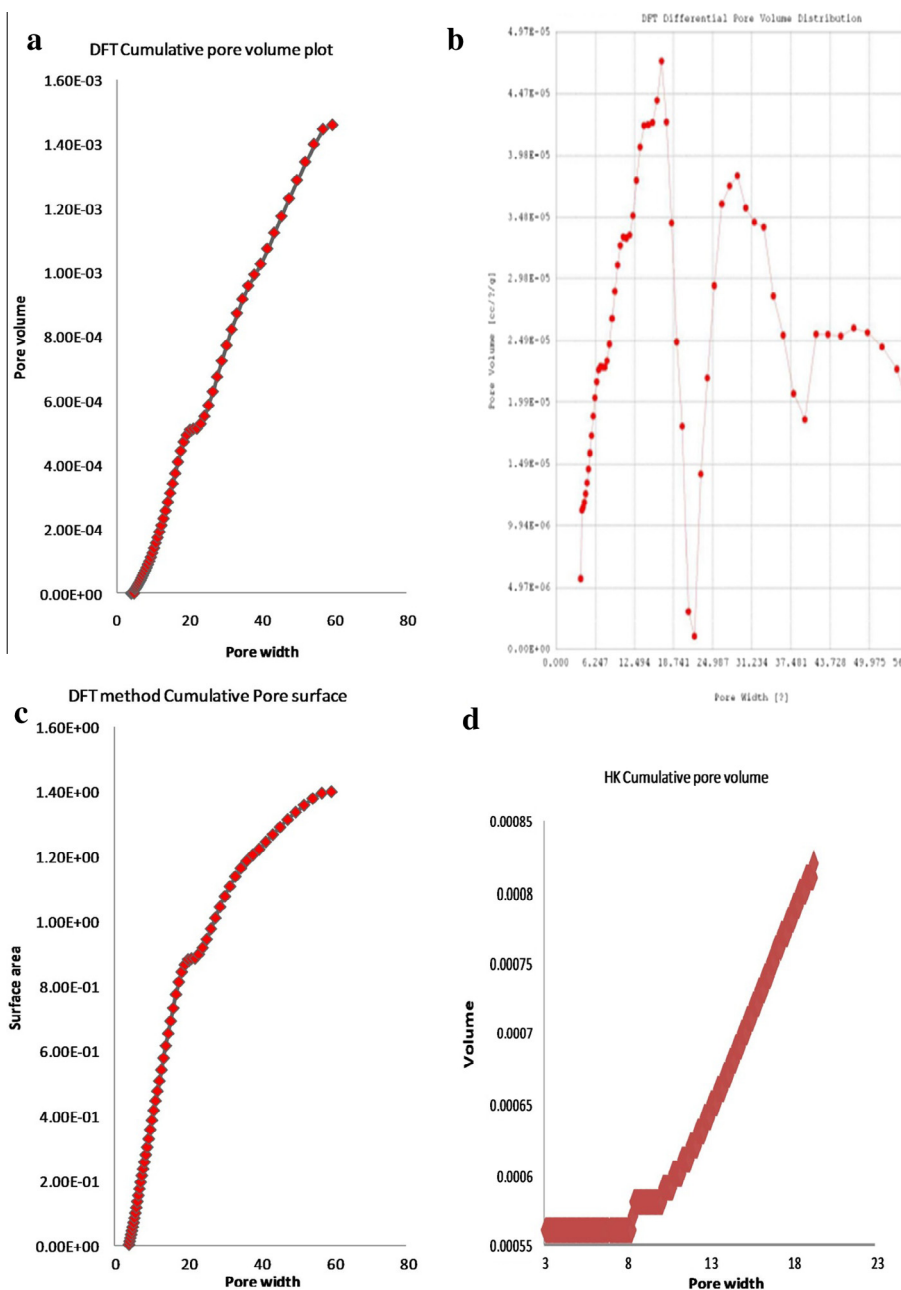 a
DFT Cumulative pore volume plot
1.60E-03
1.40E-03
1.20E-03
1.00E-03
8.00E-04
6.00E-04
4.00E-04
2.00E-04
0.00E+00
Pore volume
0 20 40 60 80
Pore width
b
DFT Differential Pore Volume Distribution
4.97E-05
4.47E-05
3.98E-05
3.48E-05
2.98E-05
2.49E-05
1.99E-05
1.49E-05
9.94E-06
4.97E-06
0.00E+00
Pore Volume [cc/?/g]
0.000 6.247 12.494 18.741 24.987 31.234 37.481 43.728 49.975 56
Pore Width [?]
c
DFT method Cumulative Pore surface
1.60E+00
1.40E+00
1.20E+00
1.00E+00
8.00E-01
6.00E-01
4.00E-01
2.00E-01
0.00E+00
Surface area
0 20 40 60 80
Pore width
d
HK Cumulative pore volume
0.00085
0.0008
0.00075
0.0007
0.00065
0.0006
0.00055
Volume
3 8 13 18 23
Pore width